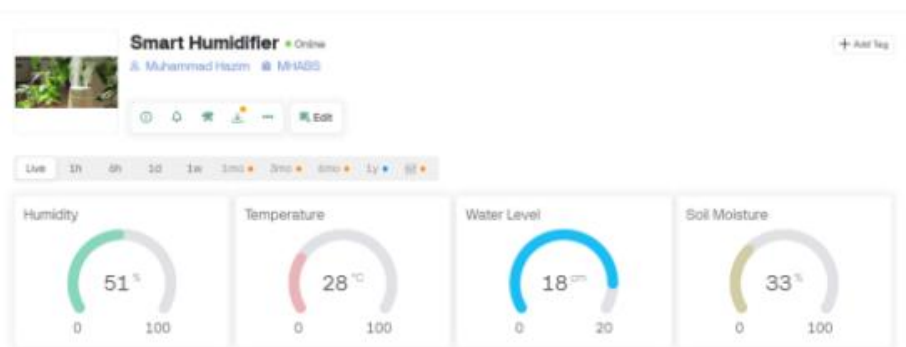 Smart Humidifier • Online
Muhammad Hazim MHABS
+ Add Tag
Edit
Live 1h 6h 1d 1w 1mo • 3mo • 6mo • 1y •
Humidity
51 %
0 100
Temperature
28 °C
0 100
Water Level
18 cm
0 20
Soil Moisture
33 %
0 100